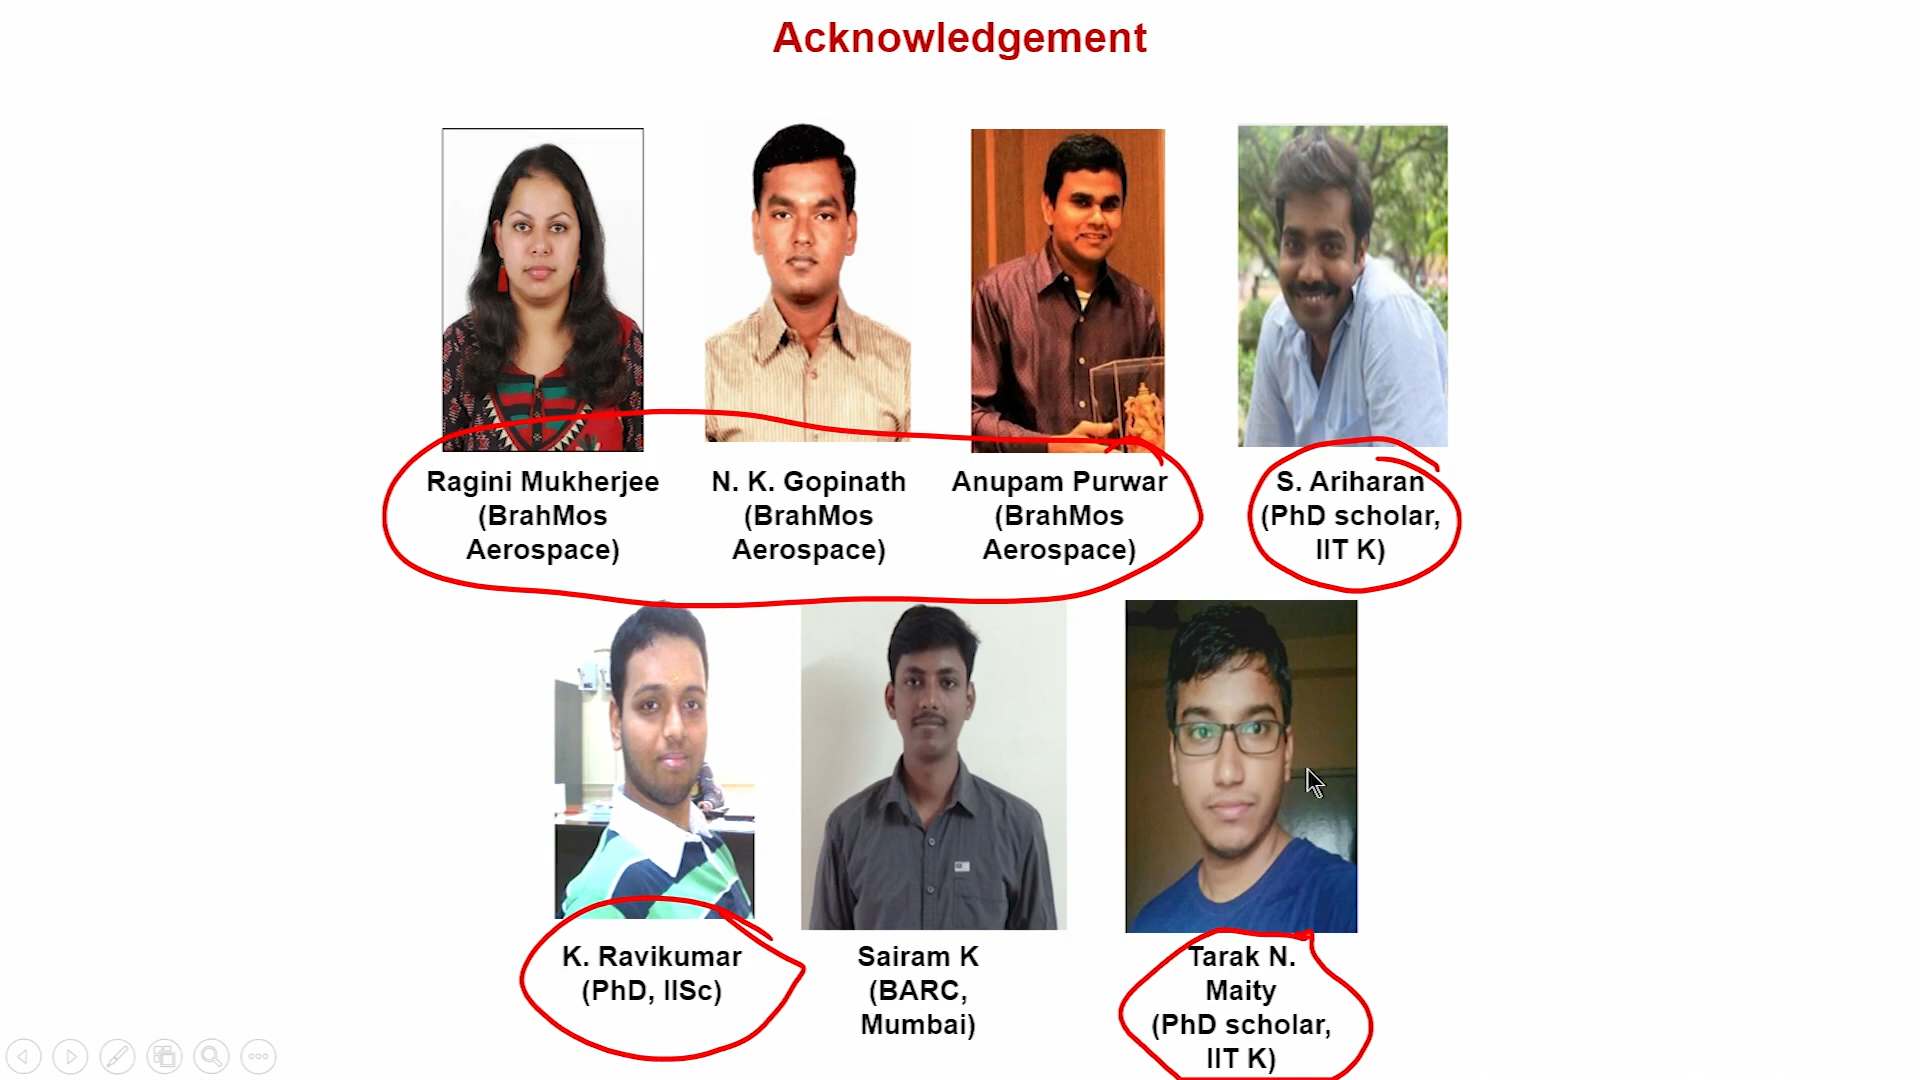 Acknowledgement
Ragini Mukherjee
(BrahMos
Aerospace)
N. K. Gopinath
(BrahMos
Aerospace)
Anupam Purwar
(BrahMos
Aerospace)
S. Ariharan
(PhD scholar,
IIT K)
K. Ravikumar
(PhD, IISc)
Sairam K
(BARC,
Mumbai)
Tarak N.
Maity
(PhD scholar,
IIT K)